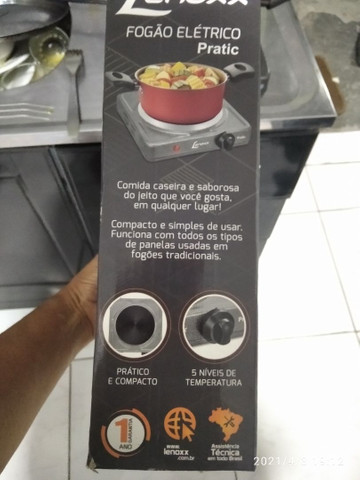 Lenoxx
FOGÃO ELÉTRICO
Pratic
Comida caseira e saborosa
do jeito que você gosta,
em qualquer lugar!
Compacto e simples de usar.
Funciona com todos os tipos
de panelas usadas em
fogões tradicionais.
PRÁTICO
E COMPACTO
5 NÍVEIS DE
TEMPERATURA
1
ANO
GARANTIA
www.
lenoxx
.com.br
Assistência
Técnica
em todo Brasil